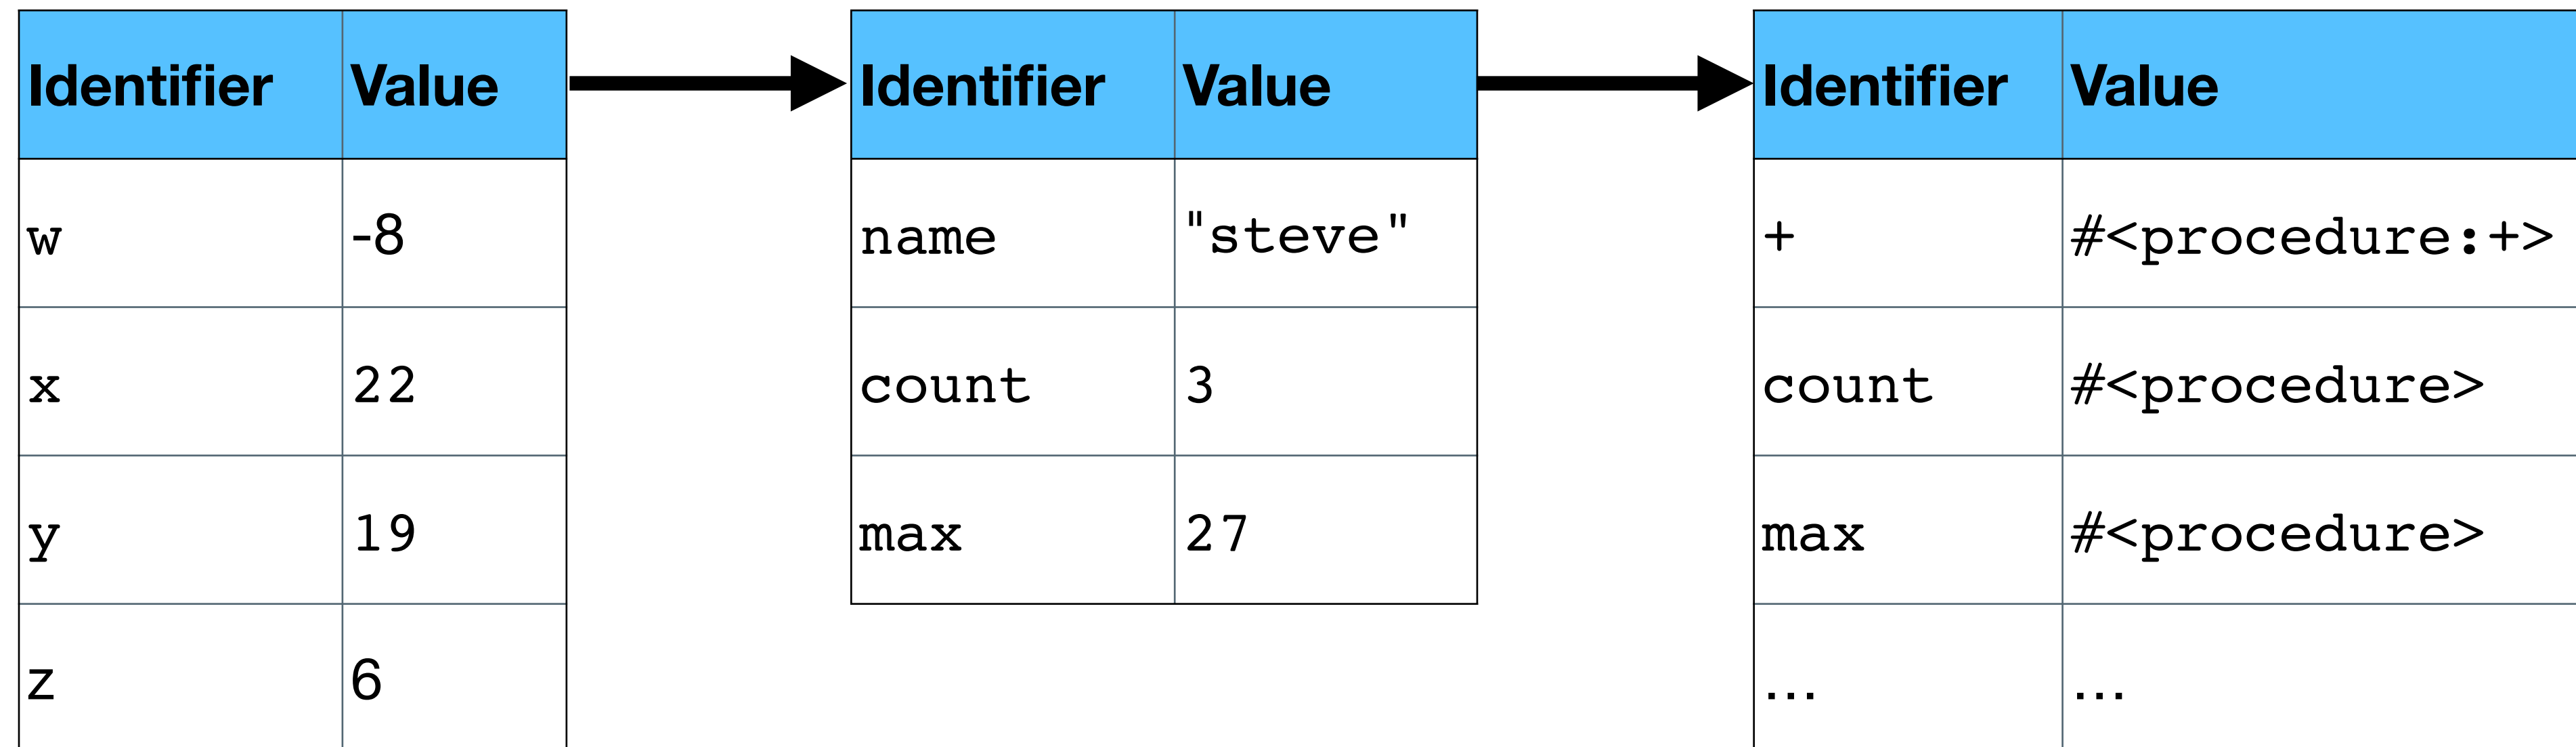 Identifier Value
w -8
x 22
y 19
z 6
Identifier Value
name "steve"
count 3
max 27
Identifier Value
+ #<procedure:+>
count #<procedure>
max #<procedure>
... ...